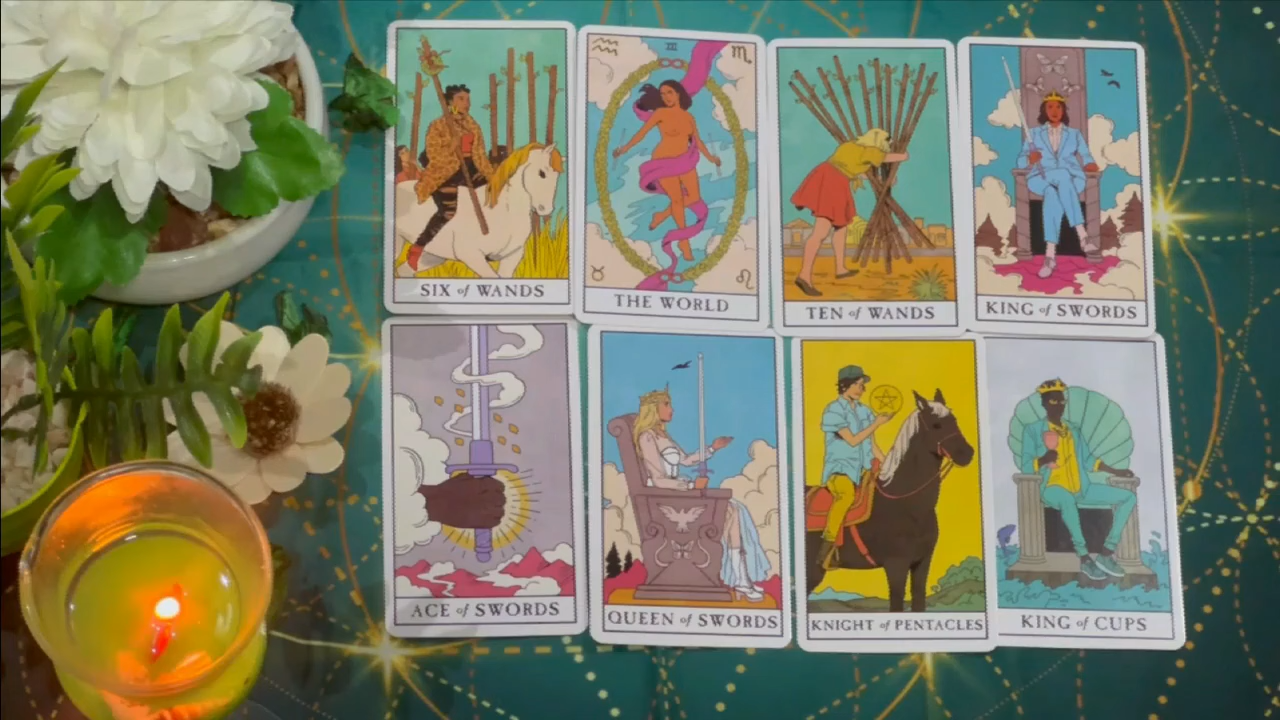 SIX of WANDS
XXI
THE WORLD
TEN of WANDS
KING of SWORDS
ACE of SWORDS
QUEEN of SWORDS
KNIGHT of PENTACLES
KING of CUPS